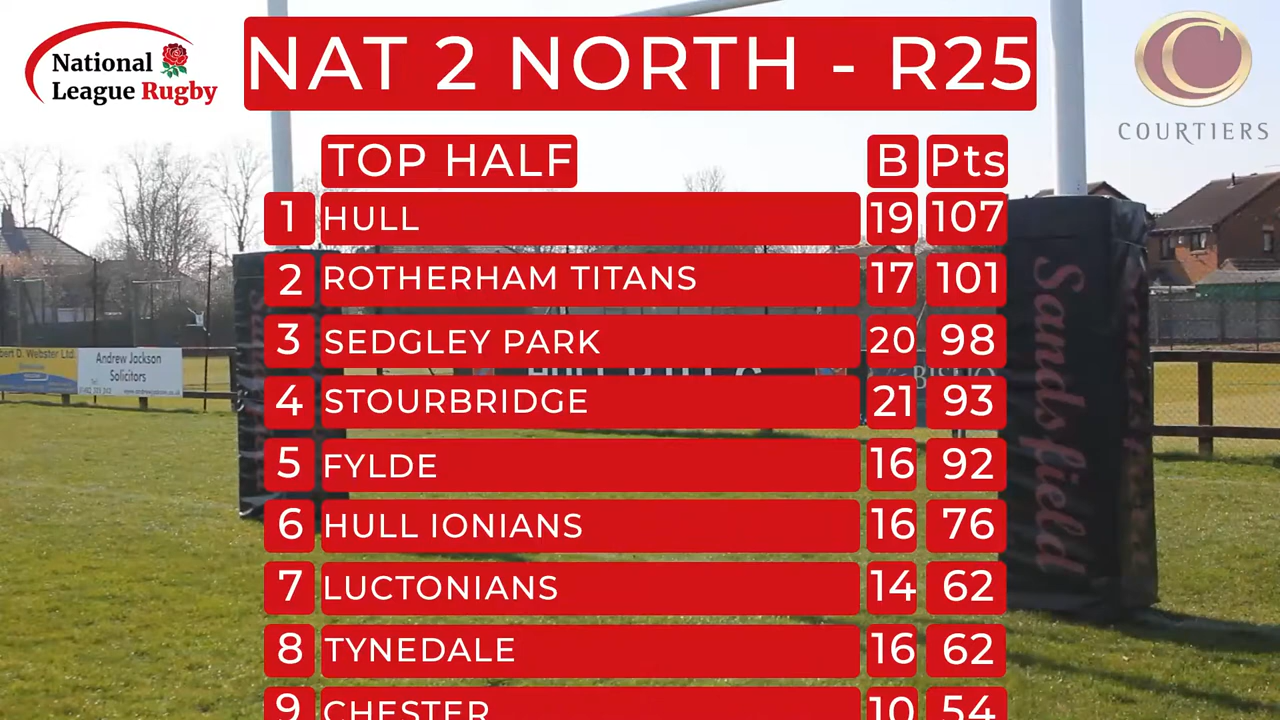 National
League Rugby
NAT 2 NORTH - R25
COURTIERS
TOP HALF B Pts
1 HULL 19 107
2 ROTHERHAM TITANS 17 101
3 SEDGLEY PARK 20 98
4 STOURBRIDGE 21 93
5 FYLDE 16 92
6 HULL IONIANS 16 76
7 LUCTONIANS 14 62
8 TYNEDALE 16 62
9 CHESTER 10 54
Sandsfield
D. Webster Ltd.
Andrew Jackson
Solicitors